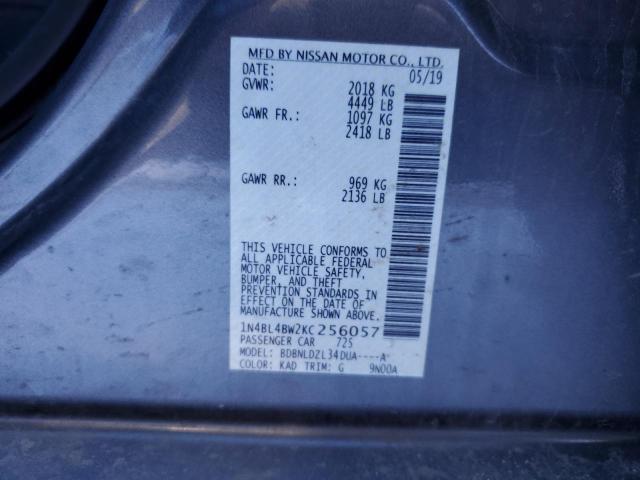 MFD BY NISSAN MOTOR CO., LTD.
DATE: 05/19
GVWR: 2018 KG
4449 LB
GAWR FR.: 1097 KG
2418 LB
GAWR RR.: 969 KG
2136 LB
THIS VEHICLE CONFORMS TO
ALL APPLICABLE FEDERAL
MOTOR VEHICLE SAFETY,
BUMPER, AND THEFT
PREVENTION STANDARDS IN
EFFECT ON THE DATE OF
MANUFACTURE SHOWN ABOVE.
1N4BL4BW2KC256057
PASSENGER CAR 725
MODEL: BDBNLDZL34DUA----A
COLOR: KAD TRIM: G 9N00A